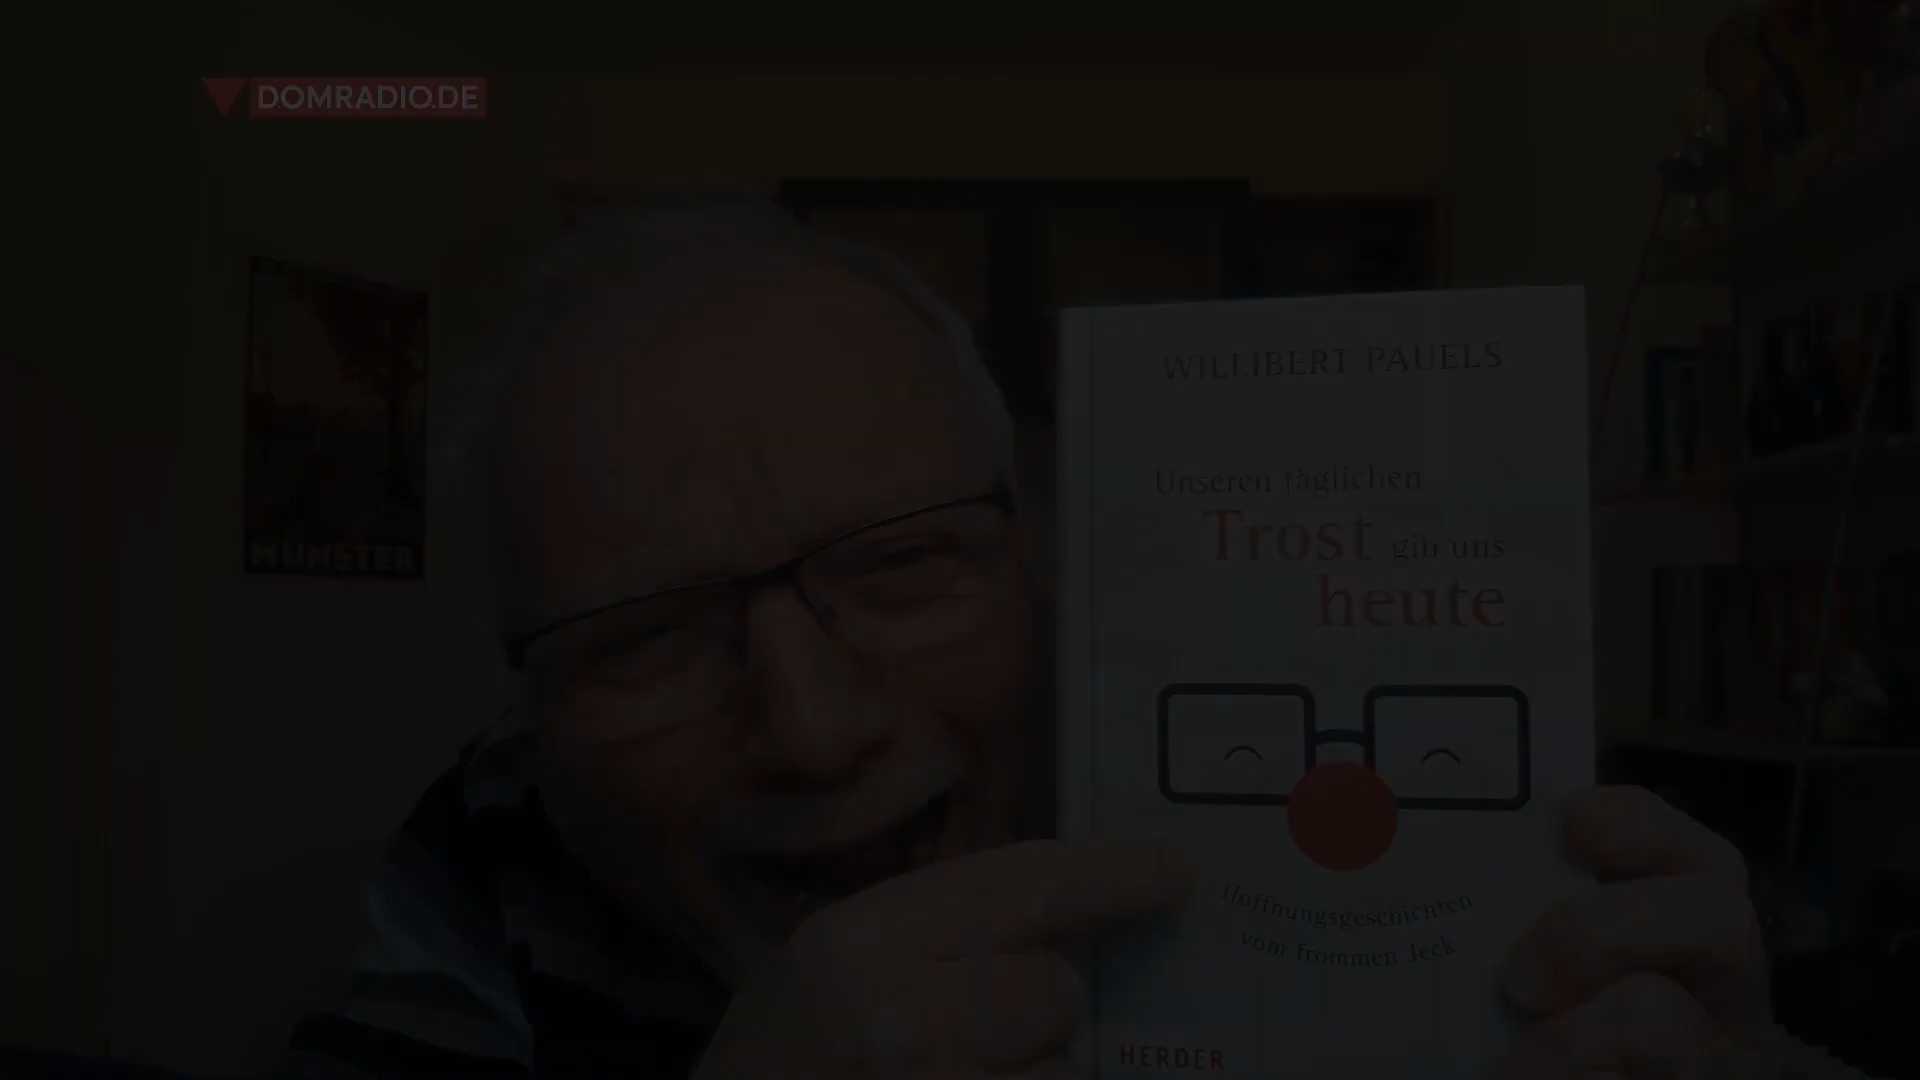 DOMRADIO.DE
MÜNSTER
WILLIBERT PAUELS
Unseren täglichen
Trost gib uns
heute
Hoffnungsgeschichten
vom frommen Jeck
HERDER